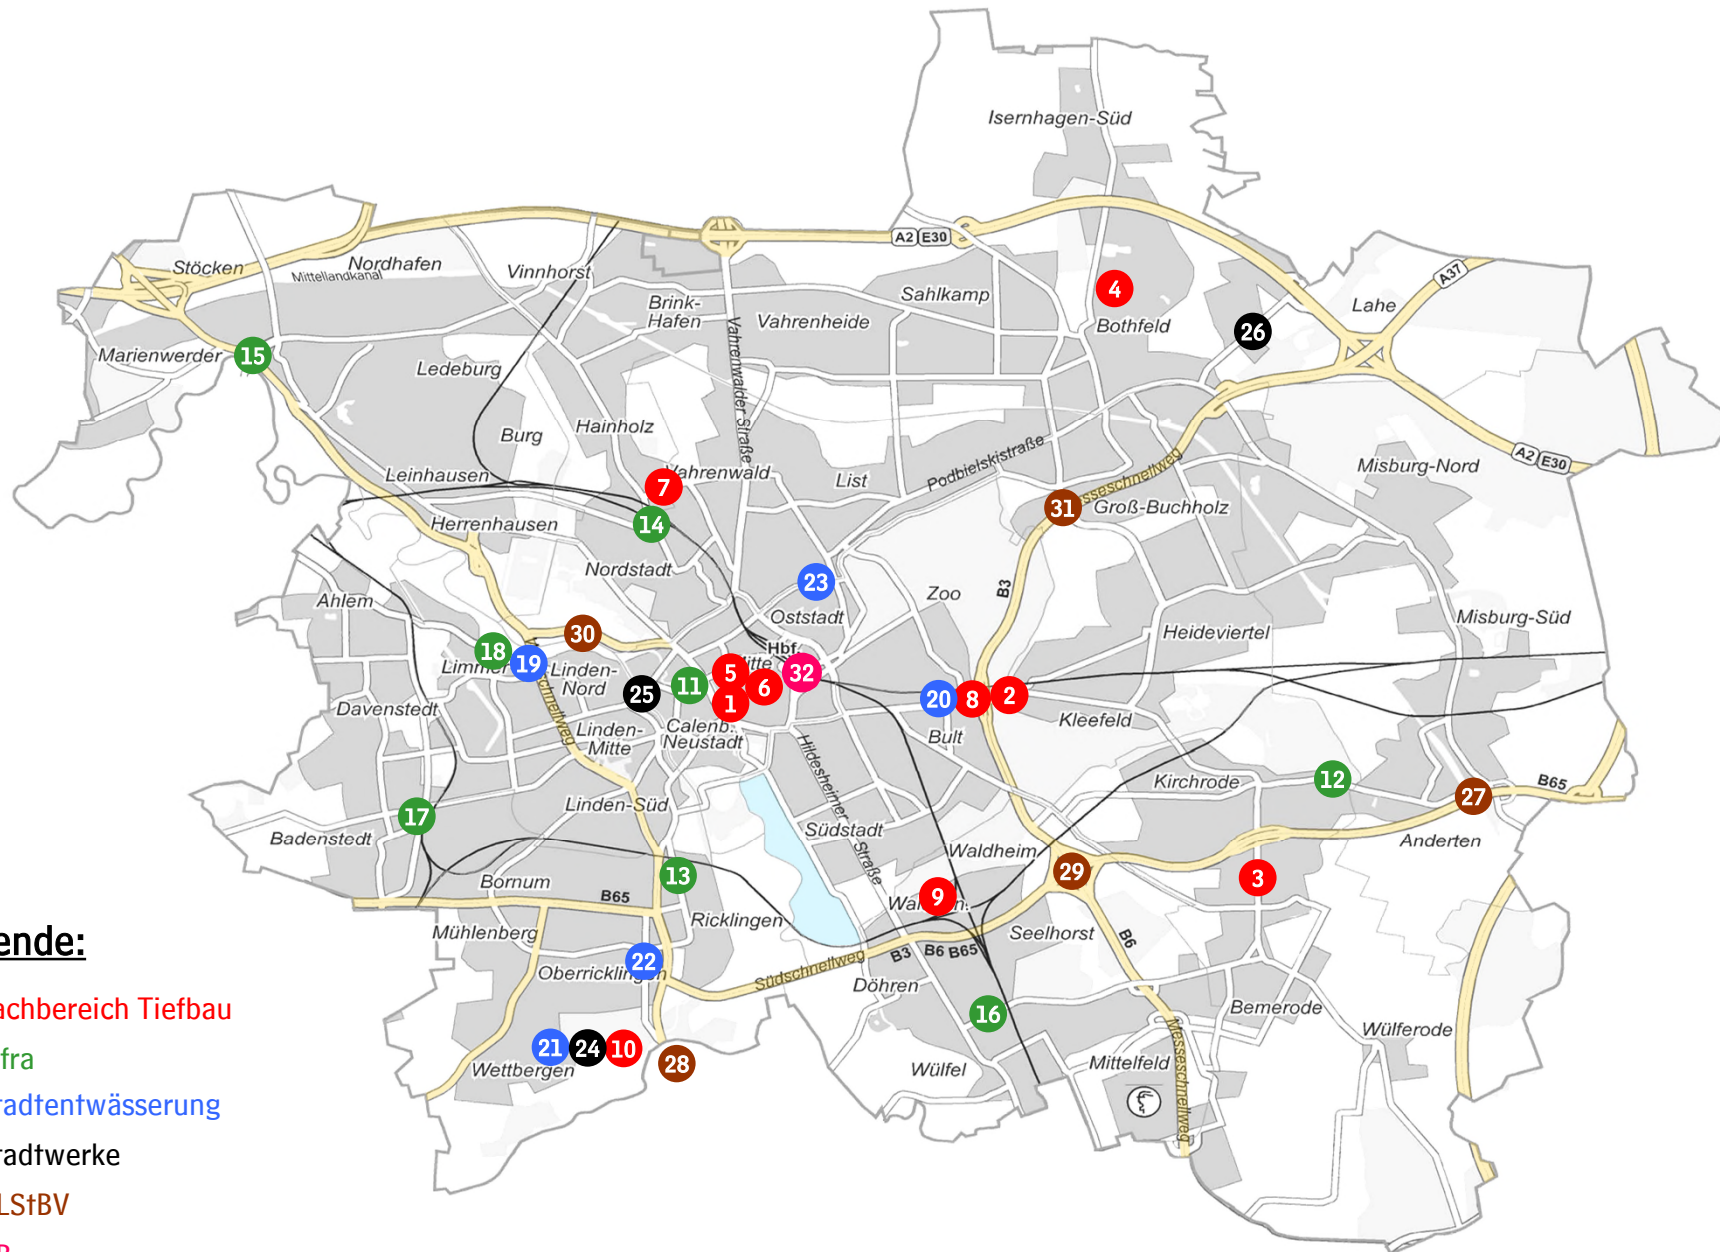 Isernhagen-Süd
A2 E30
Stöcken
Nordhafen
Mittellandkanal
Vinnhorst
A37
Brink-
Hafen
Sahlkamp
4
Lahe
Vahrenheide
Bothfeld
26
Marienwerder
15
Ledeburg
Vahrenwalder Straße
Burg
Hainholz
Podbielskistraße
A2 E30
Leinhausen
7
Vahrenwald
List
Misburg-Nord
Herrenhausen
14
31
Groß-Buchholz
Nordstadt
23
Zoo
B3
Ahlem
Oststadt
Misburg-Süd
30
Heideviertel
18
19
Linden-
Nord
Hbf
5
32
25
11
6
1
20
8
2
Davenstedt
Kleefeld
Linden-
Mitte
Calenb.
Neustadt
Bult
Hildesheimer Straße
Kirchrode
12
27
B65
Linden-Süd
17
Südstadt
Badenstedt
Waldheim
Anderten
13
29
3
Bornum
B65
9
Ricklingen
Mühlenberg
Seelhorst
B6
22
B3
B6 B65
Südschnellweg
Döhren
Bemerode
16
Wülferode
21
24
10
28
Wettbergen
Wülfel
Mittelfeld
Messeschnellweg
ende:
achbereich Tiefbau
fra
tadtentwässerung
tadtwerke
LStBV